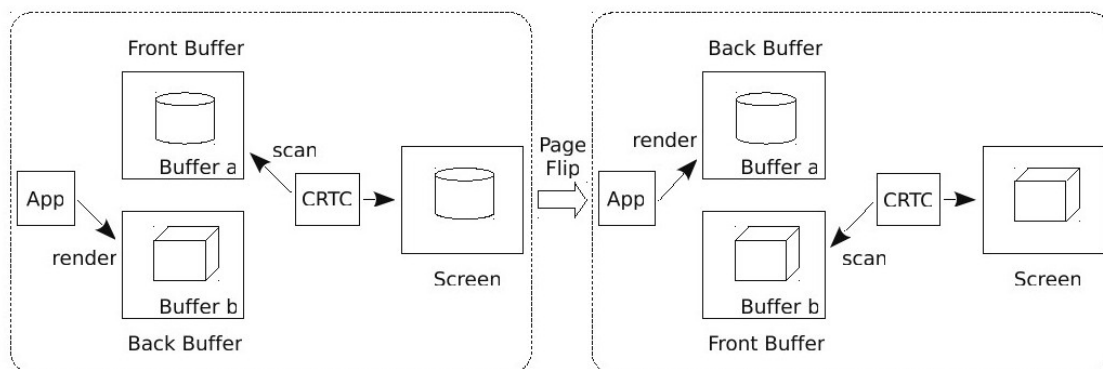 Front Buffer
Buffer a
scan
App
CRTC
render
Buffer b
Screen
Back Buffer
Page
Flip
Back Buffer
render
Buffer a
App
CRTC
scan
Buffer b
Screen
Front Buffer